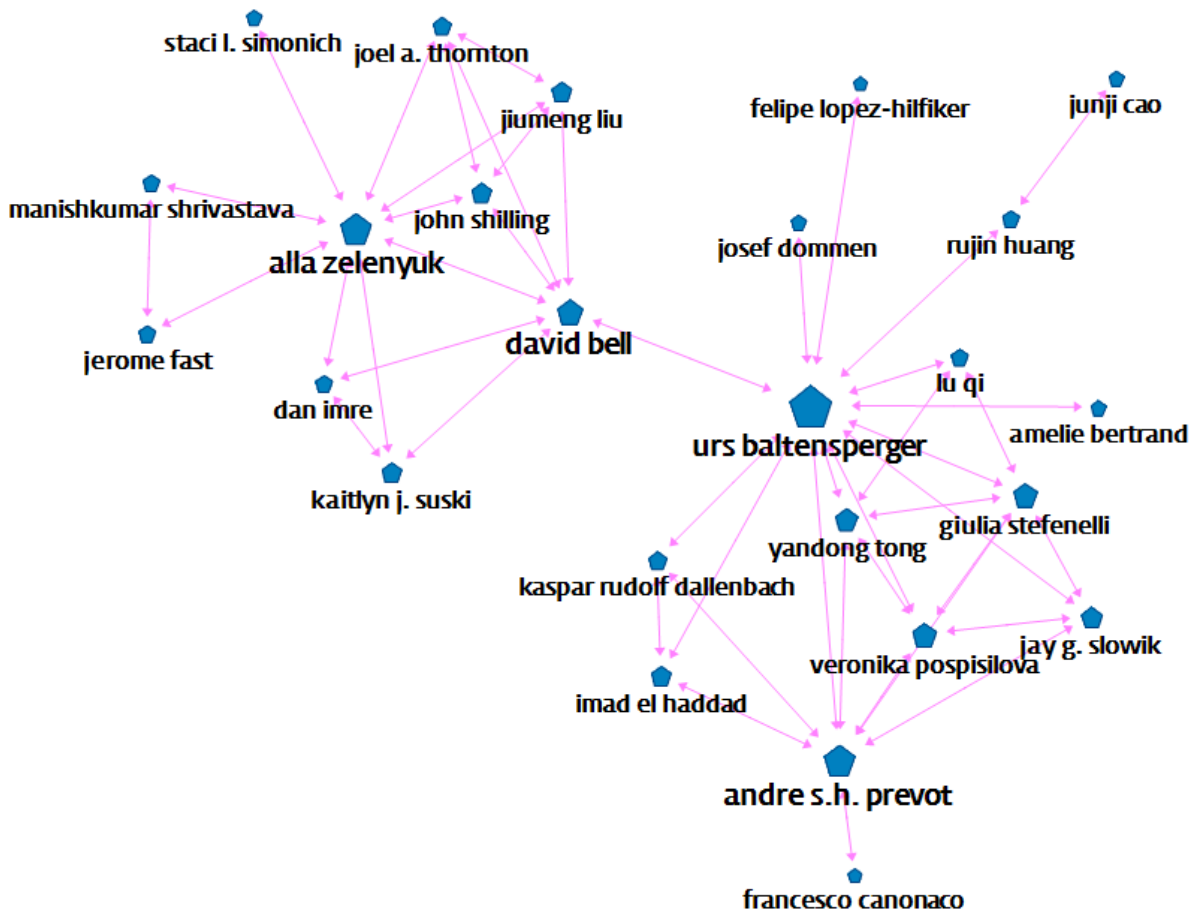 staci l. simonich
joel a. thornton
jiumeng liu
felipe lopez-hilfiker
junji cao
manishkumar shrivastava
john shilling
josef dommen
rujin huang
alla zelenyuk
david bell
jerome fast
dan imre
lu qi
amelie bertrand
urs baltensperger
kaitlyn j. suski
giulia stefenelli
yandong tong
kaspar rudolf dallenbach
jay g. slowik
veronika pospisilova
imad el haddad
andre s.h. prevot
francesco canonaco